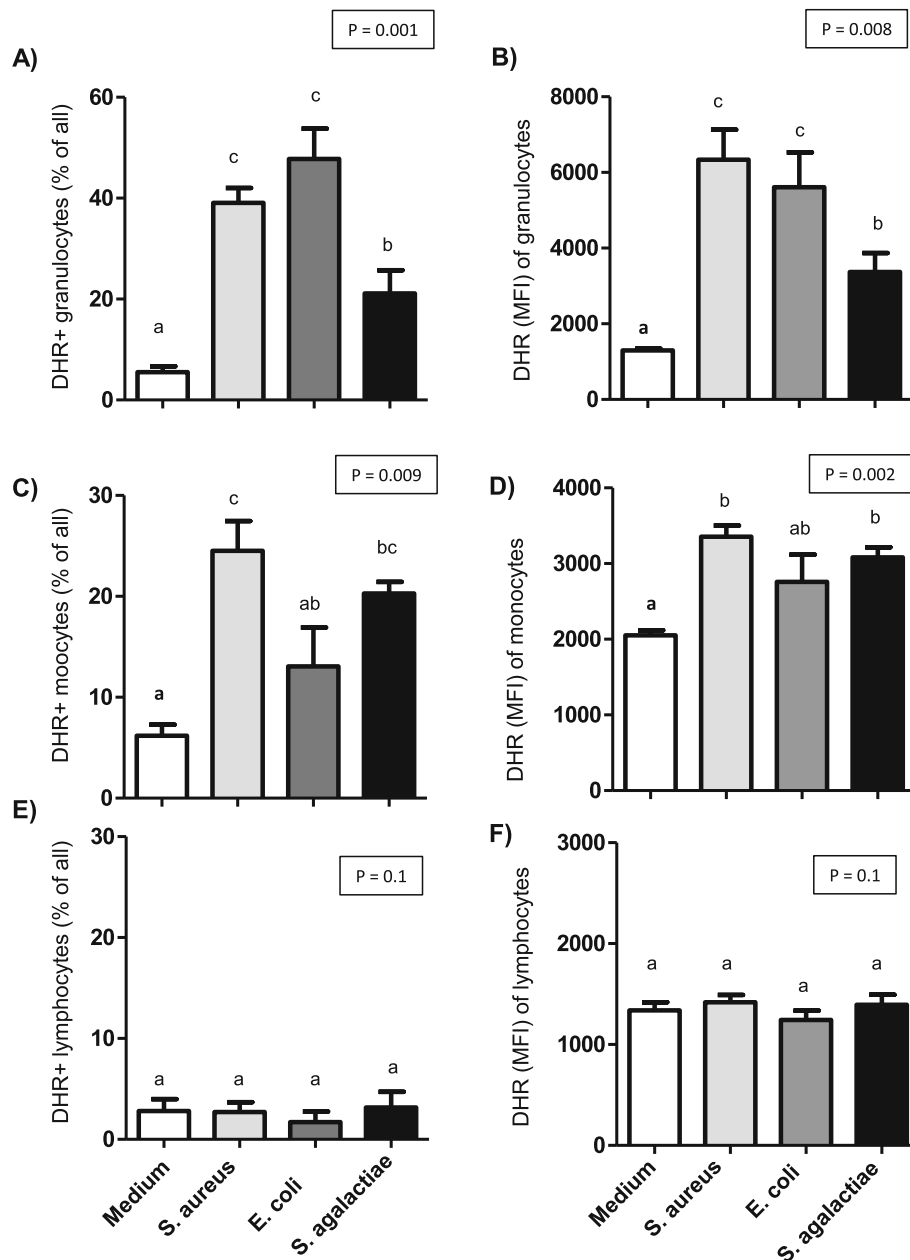 P = 0.001
A)
DHR+ granulocytes (% of all)
60
40
20
0
a
c
c
b
P = 0.008
B)
DHR (MFI) of granulocytes
8000
6000
4000
2000
0
a
c
c
b
P = 0.009
C)
DHR+ moocytes (% of all)
30
20
10
0
a
c
ab
bc
P = 0.002
D)
DHR (MFI) of monocytes
4000
3000
2000
1000
0
a
b
ab
b
E)
P = 0.1
DHR+ lymphocytes (% of all)
30
20
10
0
a
a
a
a
Medium
S. aureus
E. coli
S. agalactiae
F)
P = 0.1
DHR (MFI) of lymphocytes
3000
2000
1000
0
a
a
a
a
Medium
S. aureus
E. coli
S. agalactiae